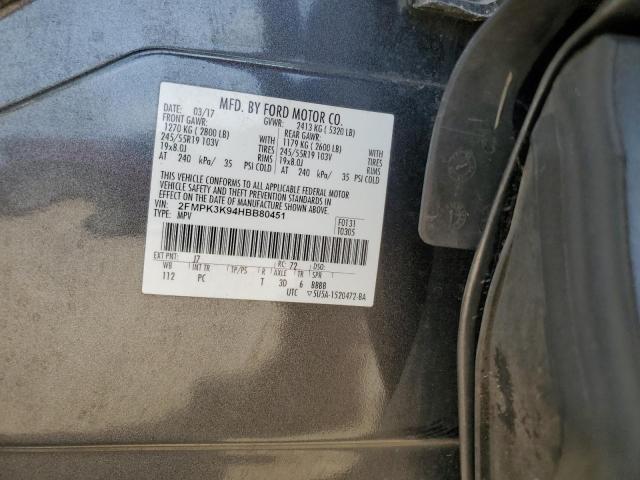 MFD. BY FORD MOTOR CO.
DATE: 03/17 GVWR: 2413 KG ( 5320 LB)
FRONT GAWR: REAR GAWR:
1270 KG ( 2800 LB) WITH 1179 KG ( 2600 LB) WITH
245/55R19 103V TIRES 245/55R19 103V TIRES
19x8.0J RIMS 19x8.0J RIMS
AT 240 kPa/ 35 PSI COLD AT 240 kPa/ 35 PSI COLD
THIS VEHICLE CONFORMS TO ALL APPLICABLE FEDERAL MOTOR
VEHICLE SAFETY AND THEFT PREVENTION STANDARDS IN
EFFECT ON THE DATE OF MANUFACTURE SHOWN ABOVE.
VIN: 2FMPK3K94HBB80451 F0131
TYPE: MPV T0305
EXT PNT: J7 RC: 72 DSO:
WB INT TR TP/PS R AXLE TR SPR
112 PC T 3D 6 BBBB
UTC ▽5U5A-1520472-BA